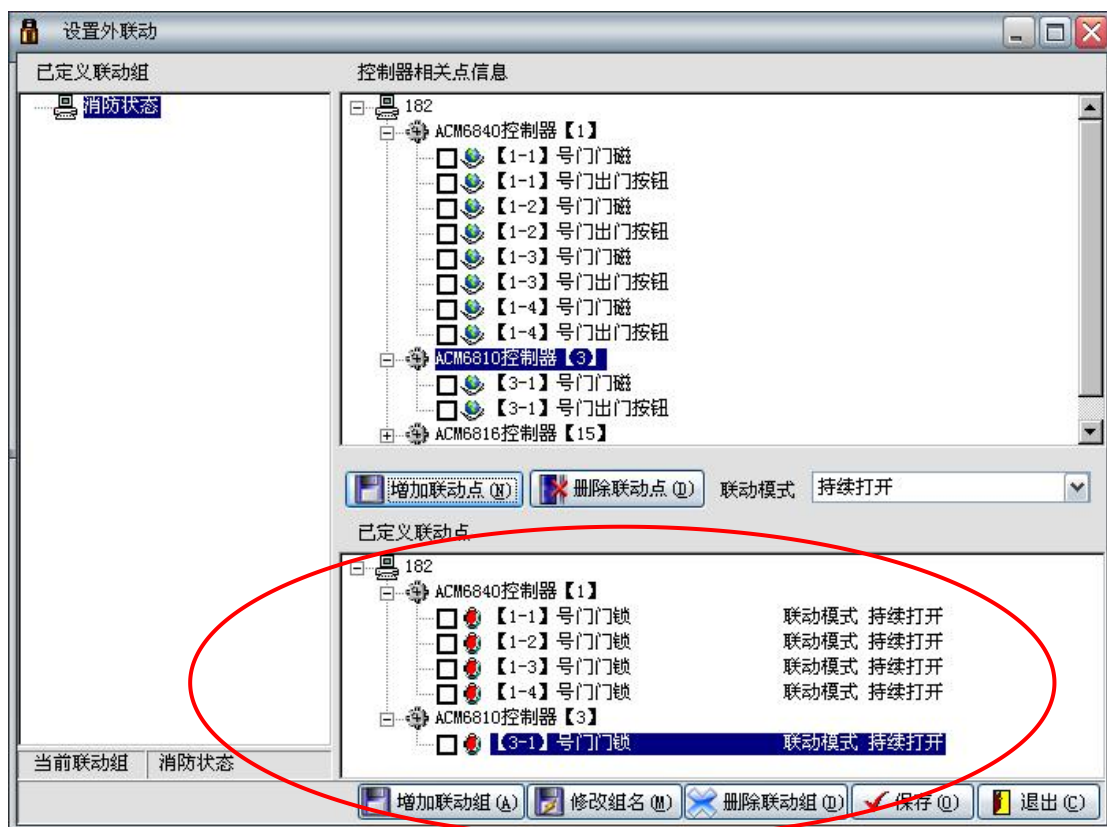 设置外联动
已定义联动组
消防状态
控制器相关点信息
182
ACM6840控制器【1】
【1-1】号门门磁
【1-1】号门出门按钮
【1-2】号门门磁
【1-2】号门出门按钮
【1-3】号门门磁
【1-3】号门出门按钮
【1-4】号门门磁
【1-4】号门出门按钮
ACM6810控制器【3】
【3-1】号门门磁
【3-1】号门出门按钮
ACM6816控制器【15】
增加联动点(N) 删除联动点(D) 联动模式 持续打开
已定义联动点
182
ACM6840控制器【1】
【1-1】号门门锁 联动模式 持续打开
【1-2】号门门锁 联动模式 持续打开
【1-3】号门门锁 联动模式 持续打开
【1-4】号门门锁 联动模式 持续打开
ACM6810控制器【3】
【3-1】号门门锁 联动模式 持续打开
当前联动组 消防状态
增加联动组(A) 修改组名(M) 删除联动组(D) 保存(O) 退出(C)